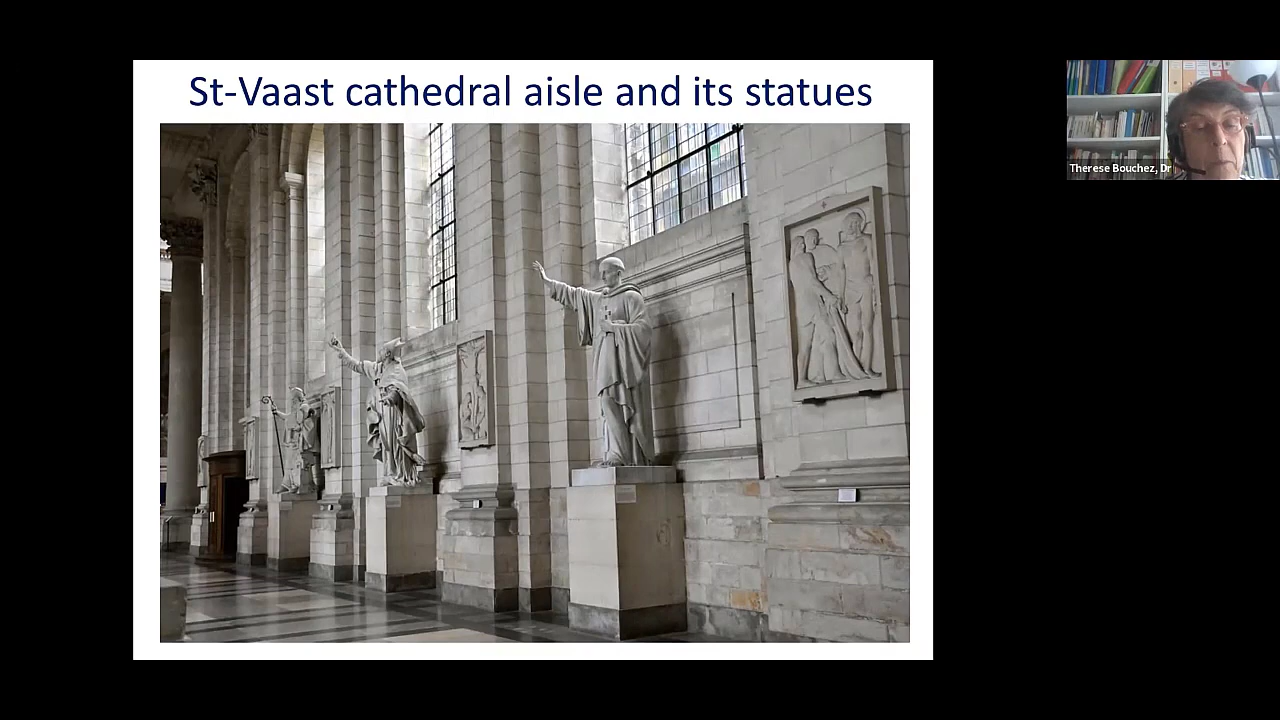 St-Vaast cathedral aisle and its statues
Therese Bouchez, Dr